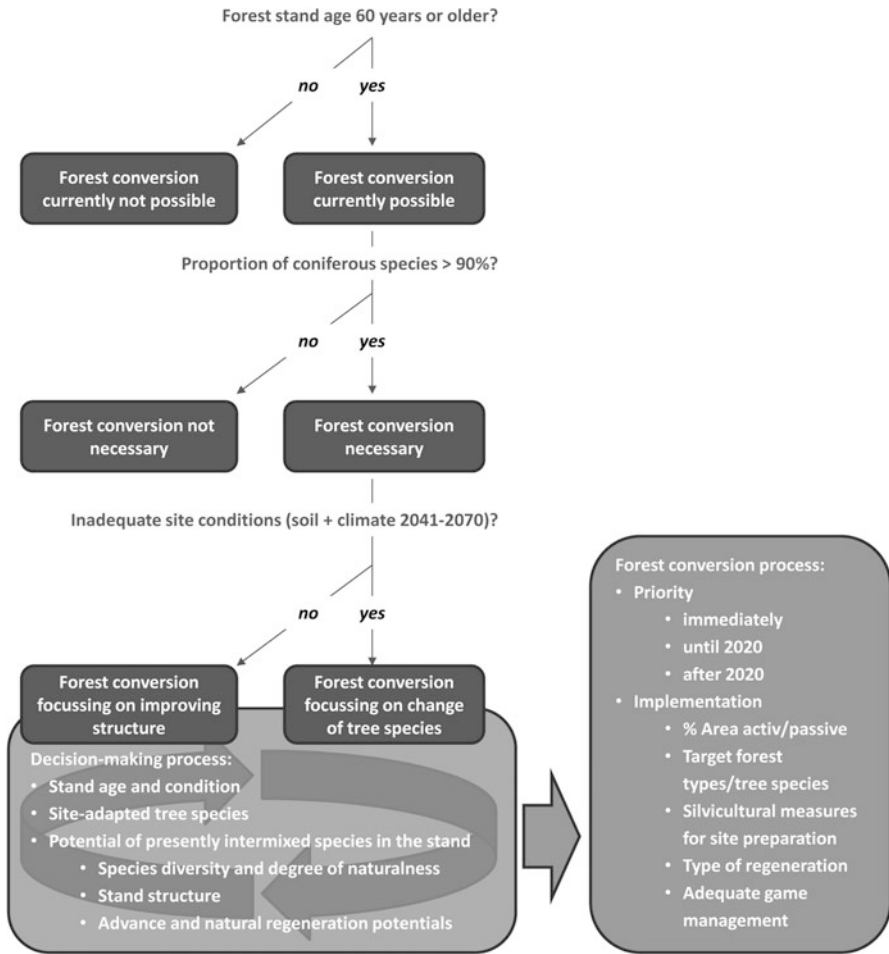 Forest stand age 60 years or older?
no
yes
Forest conversion
currently not possible
Forest conversion
currently possible
Proportion of coniferous species > 90%?
no
yes
Forest conversion not
necessary
Forest conversion
necessary
Inadequate site conditions (soil + climate 2041-2070)?
no
yes
Forest conversion
focussing on improving
structure
Forest conversion
focussing on change
of tree species
Decision-making process:
• Stand age and condition
• Site-adapted tree species
• Potential of presently intermixed species in the stand
• Species diversity and degree of naturalness
• Stand structure
• Advance and natural regeneration potentials
Forest conversion process:
• Priority
• immediately
• until 2020
• after 2020
• Implementation
• % Area activ/passive
• Target forest
types/tree species
• Silvicultural measures
for site preparation
• Type of regeneration
• Adequate game
management